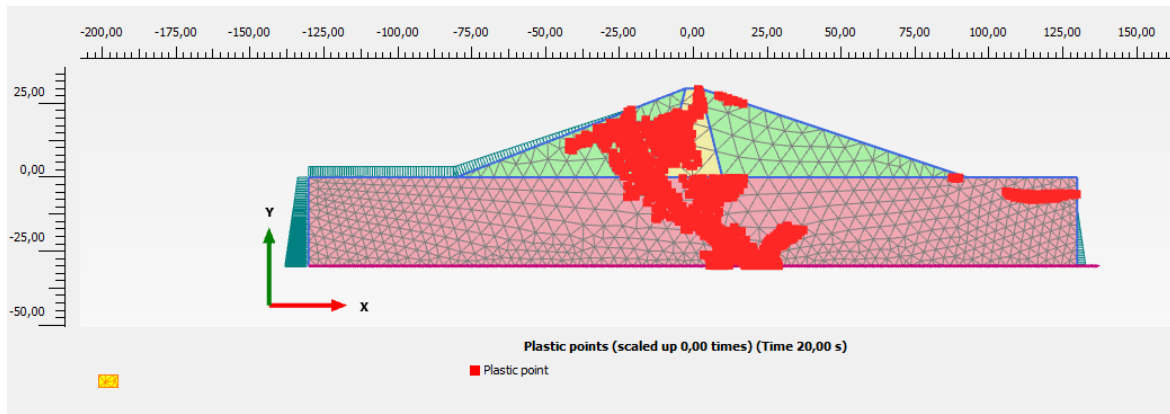 -200,00 -175,00 -150,00 -125,00 -100,00 -75,00 -50,00 -25,00 0,00 25,00 50,00 75,00 100,00 125,00 150,00
25,00
0,00
-25,00
-50,00
Y
X
Plastic points (scaled up 0,00 times) (Time 20,00 s)
Plastic point